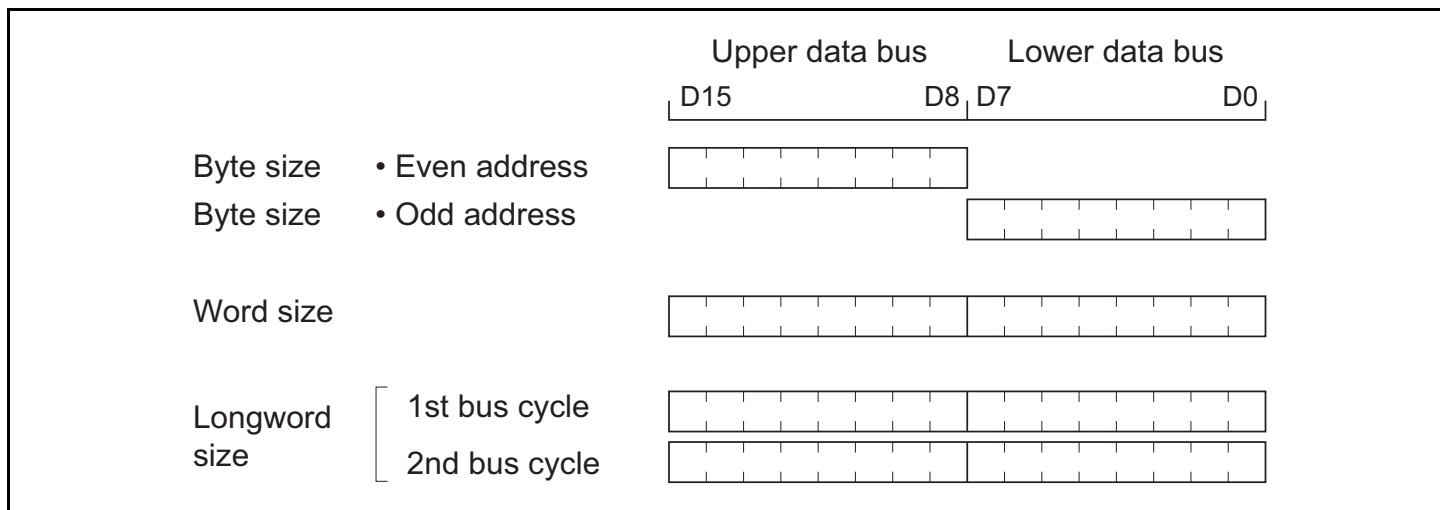 Upper data bus Lower data bus
D15 D8 D7 D0
Byte size • Even address
Byte size • Odd address
Word size
Longword size
1st bus cycle
2nd bus cycle